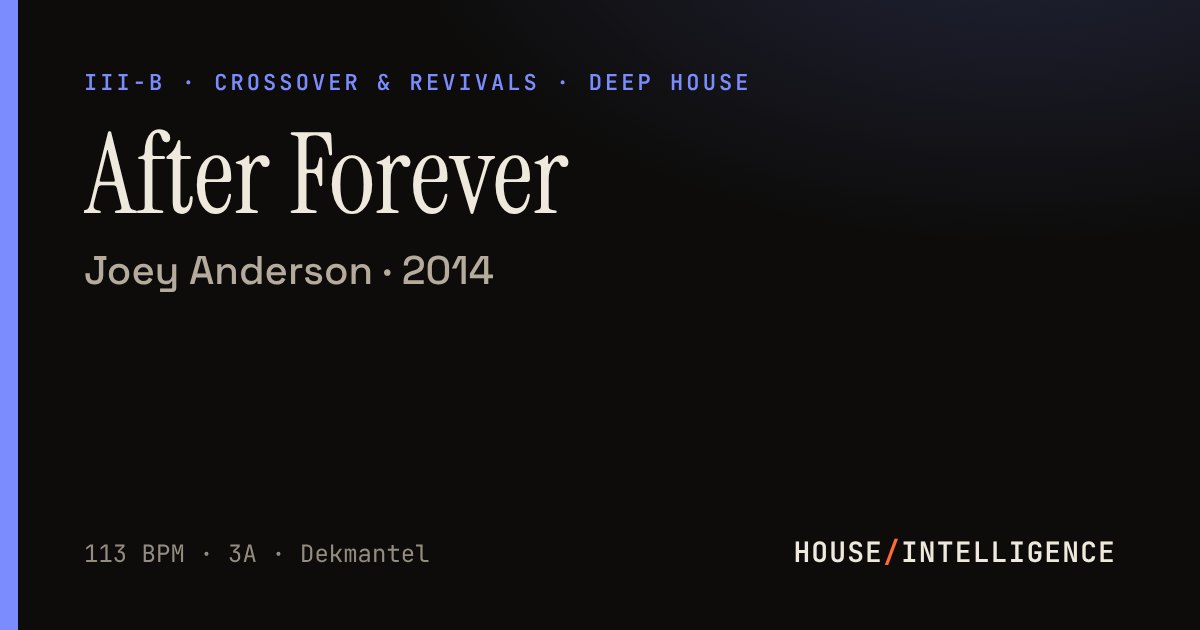 III-B · CROSSOVER & REVIVALS · DEEP HOUSE
After Forever
Joey Anderson · 2014
113 BPM · 3A · Dekmantel
HOUSE/INTELLIGENCE